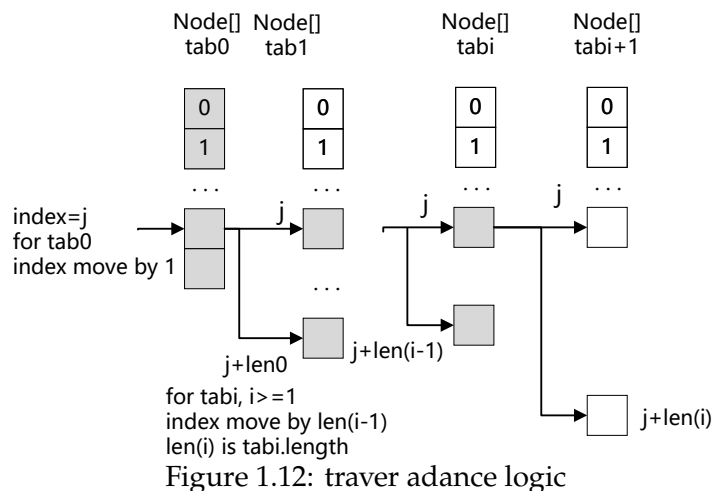 Node[] Node[] Node[] Node[]
tab0 tab1 tabi tabi+1
0 0 0 0
1 1 1 1
... ... ... ...
index=j
for tab0
index move by 1
j j j
...
j+len0 j+len(i-1)
j+len(i)
for tabi, i>=1
index move by len(i-1)
len(i) is tabi.length
Figure 1.12: traver adance logic